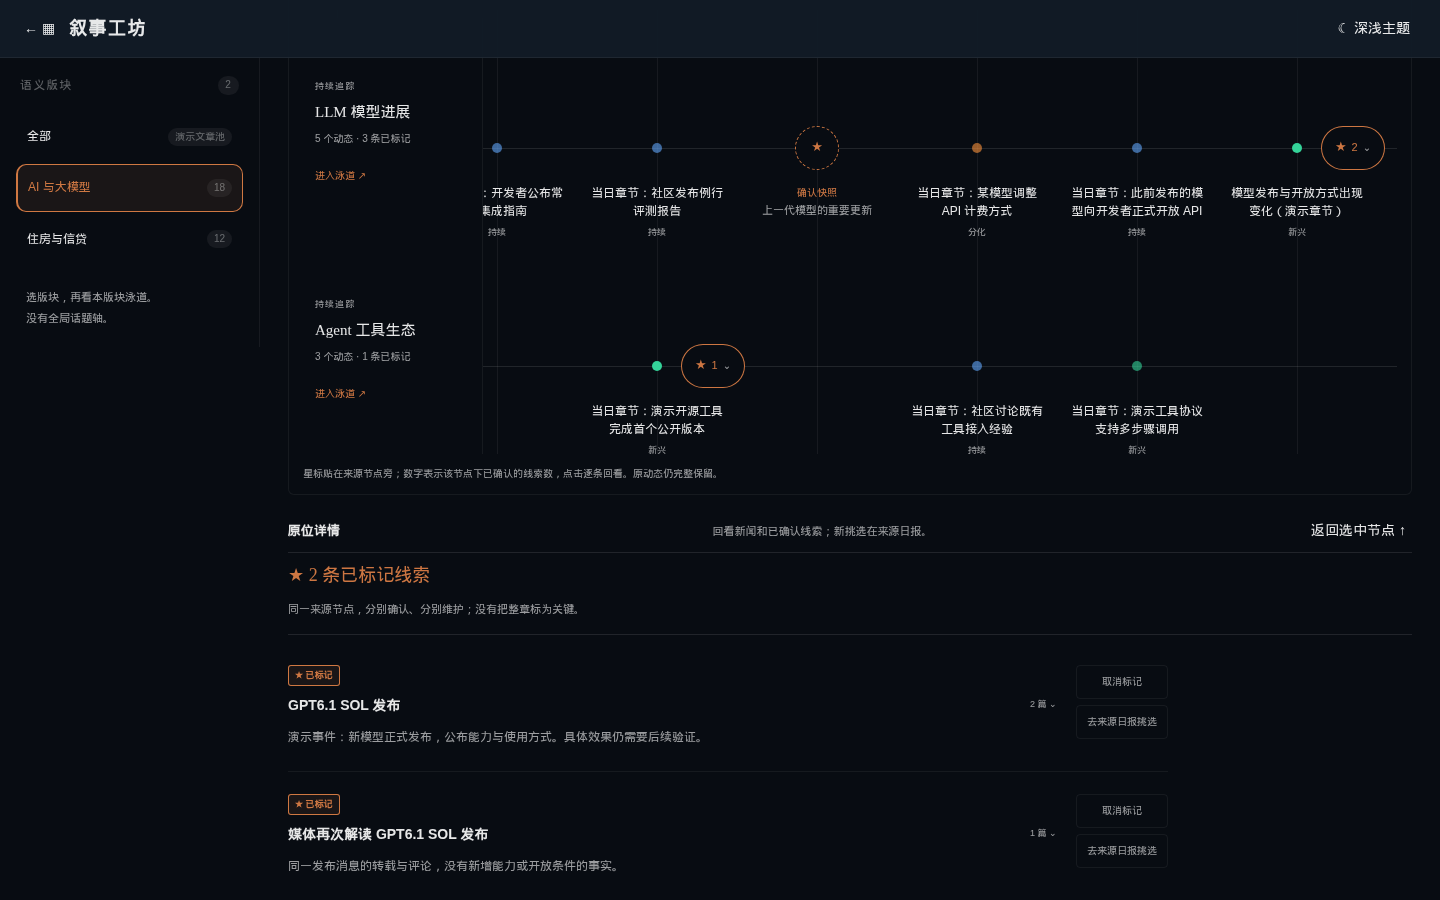 ← ▦ 叙事工坊
☾ 深浅主题
语义版块 2
全部 演示文章池
AI 与大模型 18
住房与信贷 12
选版块，再看本版块泳道。
没有全局话题轴。
持续追踪
LLM 模型进展
5 个动态 · 3 条已标记
进入泳道 ↗
★
★ 2 ⌄
：开发者公布常
集成指南
持续
当日章节：社区发布例行
评测报告
持续
确认快照
上一代模型的重要更新
当日章节：某模型调整
API 计费方式
分化
当日章节：此前发布的模
型向开发者正式开放 API
持续
模型发布与开放方式出现
变化（演示章节）
新兴
持续追踪
Agent 工具生态
3 个动态 · 1 条已标记
进入泳道 ↗
★ 1 ⌄
当日章节：演示开源工具
完成首个公开版本
新兴
当日章节：社区讨论既有
工具接入经验
持续
当日章节：演示工具协议
支持多步骤调用
新兴
星标贴在来源节点旁；数字表示该节点下已确认的线索数，点击逐条回看。原动态仍完整保留。
原位详情
回看新闻和已确认线索；新挑选在来源日报。
返回选中节点 ↑
★ 2 条已标记线索
同一来源节点，分别确认、分别维护；没有把整章标为关键。
★ 已标记
GPT6.1 SOL 发布
演示事件：新模型正式发布，公布能力与使用方式。具体效果仍需要后续验证。
2 篇 ⌄
取消标记
去来源日报挑选
★ 已标记
媒体再次解读 GPT6.1 SOL 发布
同一发布消息的转载与评论，没有新增能力或开放条件的事实。
1 篇 ⌄
取消标记
去来源日报挑选